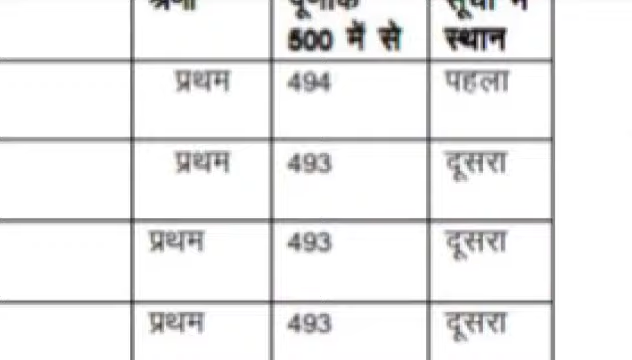 श्रेणी पूर्णांक सूची में
500 में से स्थान
प्रथम 494 पहला
प्रथम 493 दूसरा
प्रथम 493 दूसरा
प्रथम 493 दूसरा